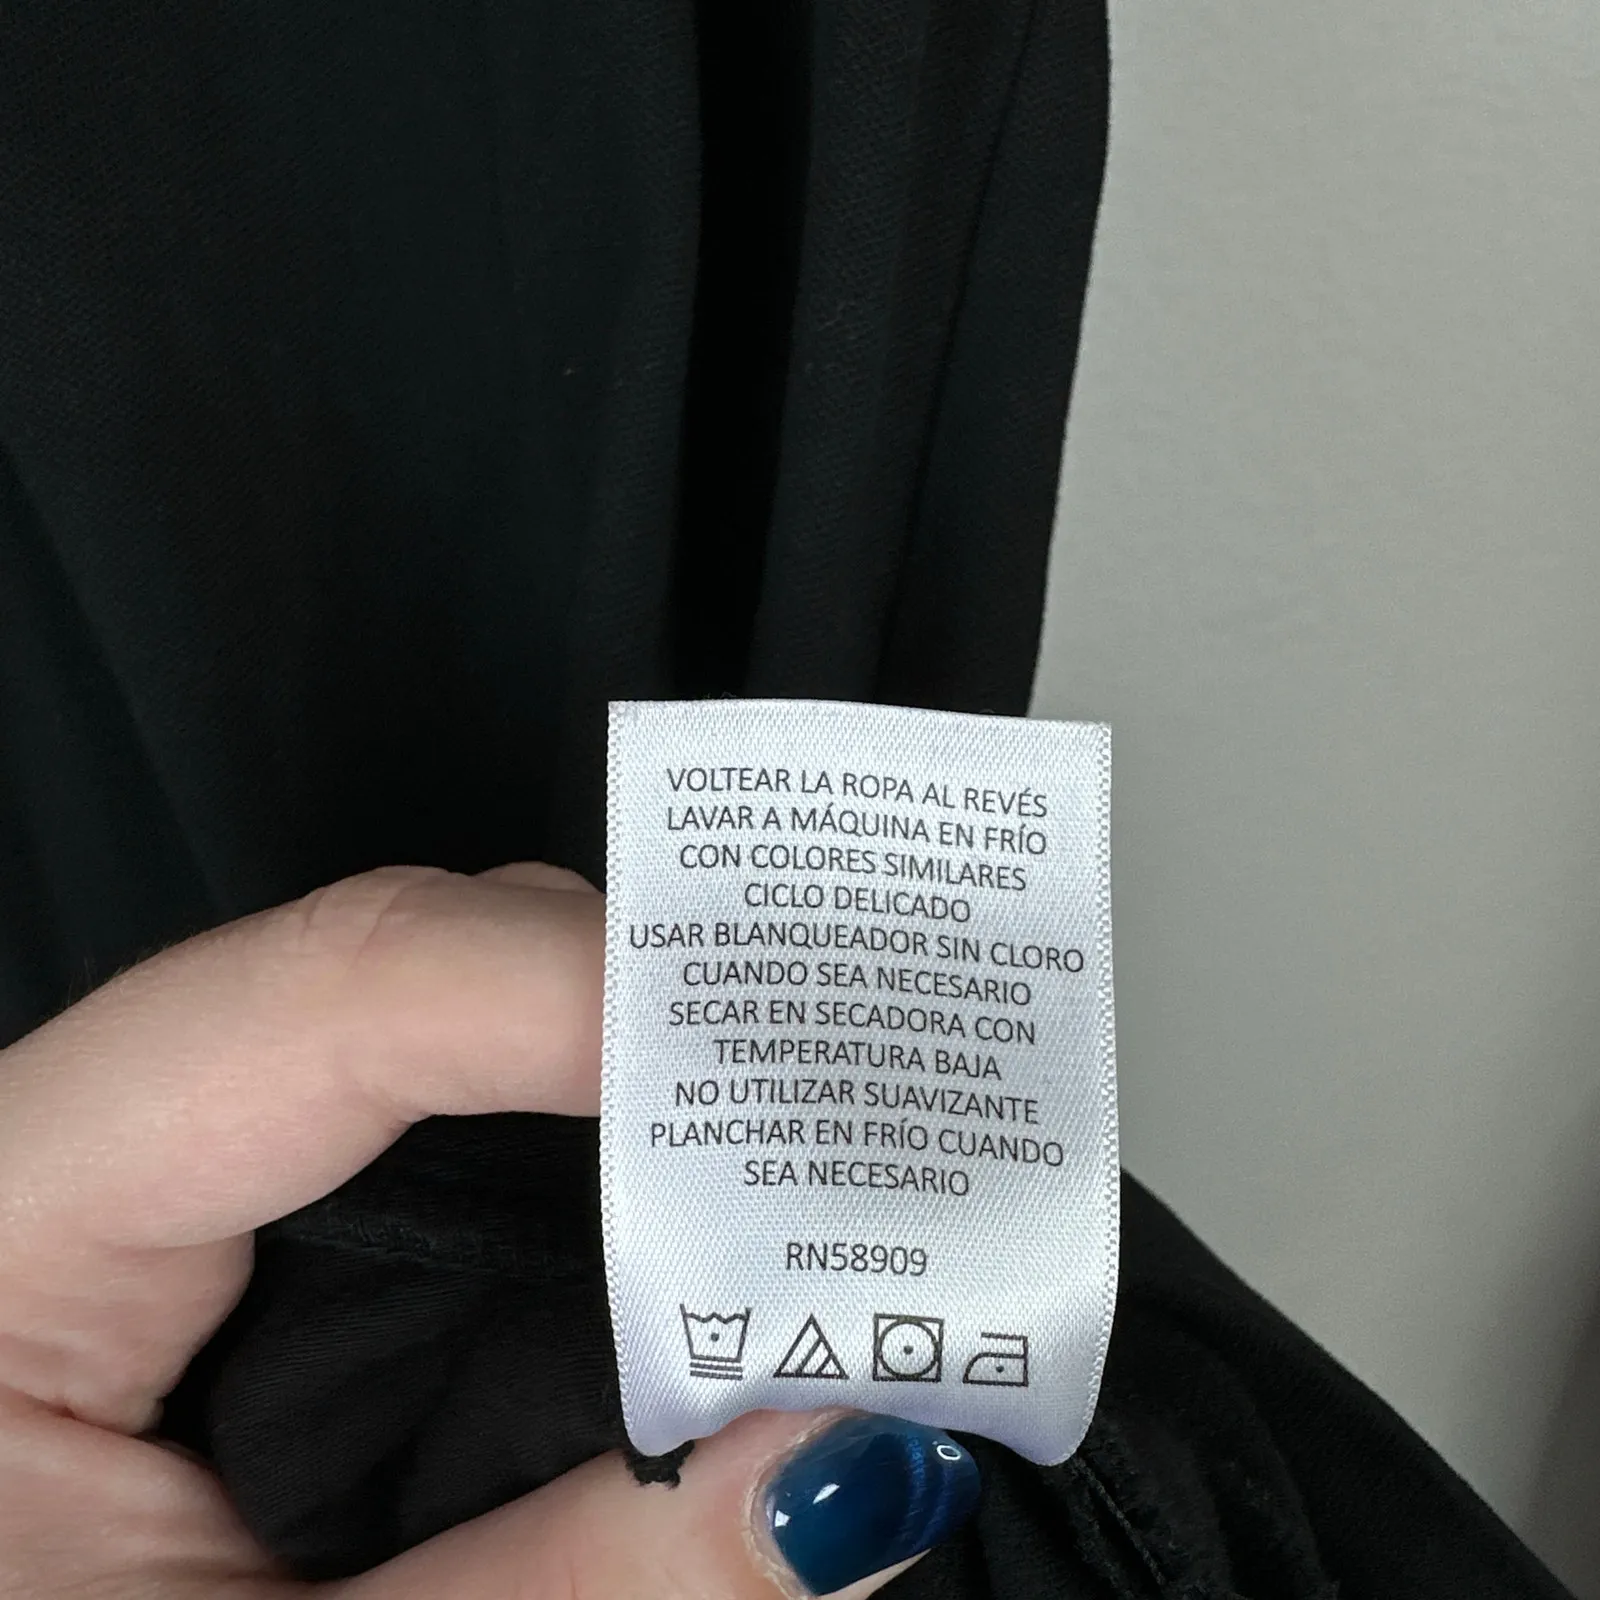 VOLTEAR LA ROPA AL REVÉS
LAVAR A MÁQUINA EN FRÍO
CON COLORES SIMILARES
CICLO DELICADO
USAR BLANQUEADOR SIN CLORO
CUANDO SEA NECESARIO
SECAR EN SECADORA CON
TEMPERATURA BAJA
NO UTILIZAR SUAVIZANTE
PLANCHAR EN FRÍO CUANDO
SEA NECESARIO
RN58909